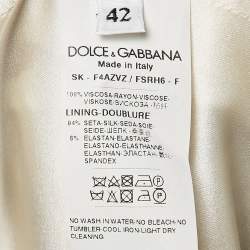 42
DOLCE & GABBANA
Made in Italy
SK - F4AZVZ / FSRH6 - F
100% VISCOSA-RAYON-VISCOSE-
VISKOSE-ВИСКОЗА-
LINING-DOUBLURE
94% SETA-SILK-SEDA-SOIE
SEIDE-ШЕЛК-
6% ELASTAN-ELASTANE-
ELASTANO-ELASTHANNE-
ELASTHAN-ЭЛАСТАН
SPANDEX
NO WASH IN WATER-NO BLEACH-NO
TUMBLE-COOL IRON-LIGHT DRY
CLEANING